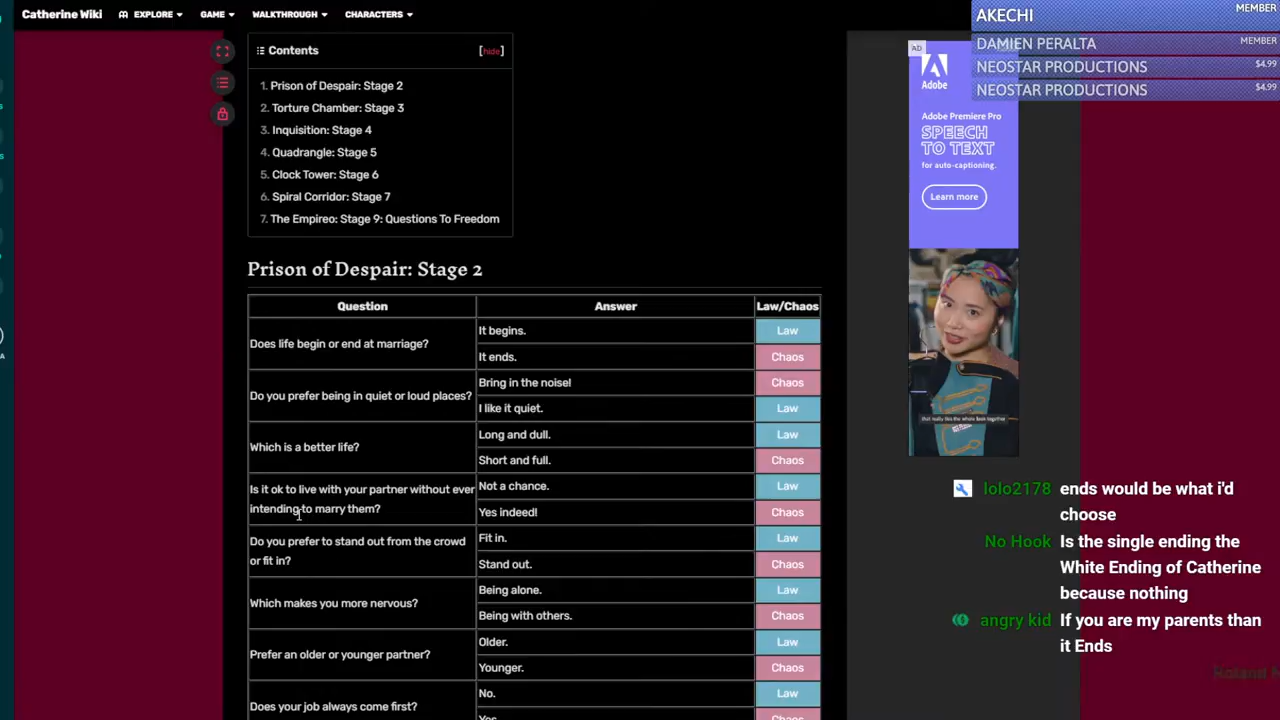 Catherine Wiki
EXPLORE
GAME
WALKTHROUGH
CHARACTERS
AKECHI
MEMBER
DAMIEN PERALTA
MEMBER
NEOSTAR PRODUCTIONS
$4.99
NEOSTAR PRODUCTIONS
$4.99
Contents
[hide]
1. Prison of Despair: Stage 2
2. Torture Chamber: Stage 3
3. Inquisition: Stage 4
4. Quadrangle: Stage 5
5. Clock Tower: Stage 6
6. Spiral Corridor: Stage 7
7. The Empireo: Stage 9: Questions To Freedom
AD
Adobe
Adobe Premiere Pro
SPEECH
TO TEXT
for auto-captioning.
Learn more
that really ties the whole look together
Prison of Despair: Stage 2
Question
Answer
Law/Chaos
Does life begin or end at marriage?
It begins.
Law
It ends.
Chaos
Do you prefer being in quiet or loud places?
Bring in the noise!
Chaos
I like it quiet.
Law
Which is a better life?
Long and dull.
Law
Short and full.
Chaos
Is it ok to live with your partner without ever
intending to marry them?
Not a chance.
Law
Yes indeed!
Chaos
Do you prefer to stand out from the crowd
or fit in?
Fit in.
Law
Stand out.
Chaos
Which makes you more nervous?
Being alone.
Law
Being with others.
Chaos
Prefer an older or younger partner?
Older.
Law
Younger.
Chaos
Does your job always come first?
No.
Law
Yes.
Chaos
lolo2178 ends would be what i'd
choose
No Hook Is the single ending the
White Ending of Catherine
because nothing
angry kid If you are my parents than
it Ends